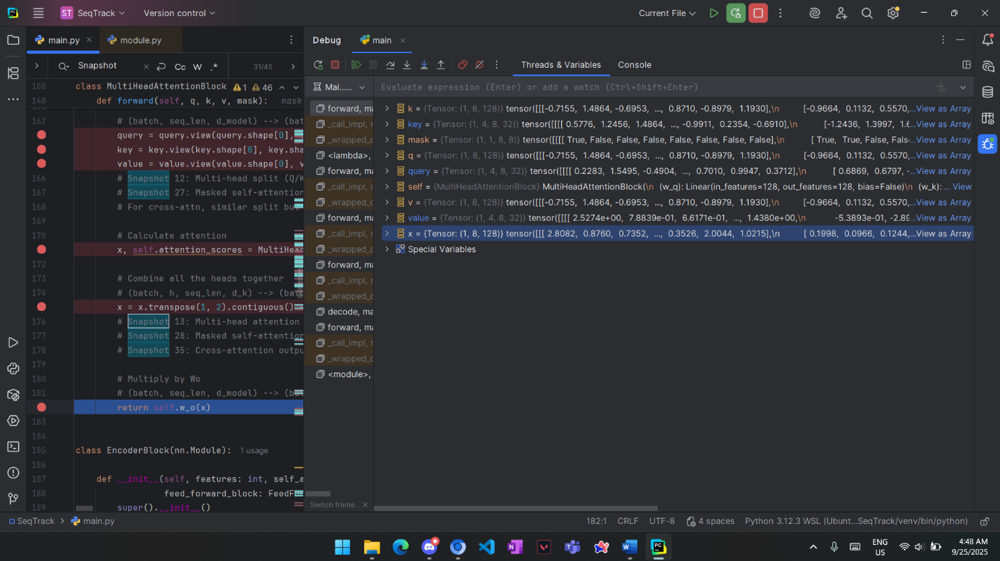 ST SeqTrack Version control Current File
main.py module.py Debug main
Snapshot Cc W .* 31/45 Threads & Variables Console
108 class MultiHeadAttentionBlock 1 46
148 def forward(self, q, k, v, mask): mask
162 # (batch, seq_len, d_model) --> (bat
query = query.view(query.shape[0],
key = key.view(key.shape[0], key.sha
value = value.view(value.shape[0], v
166 # Snapshot 12: Multi-head split (Q/K
167 # Snapshot 27: Masked self-attention
168 # For cross-attn, similar split bu
169
170 # Calculate attention
x, self.attention_scores = MultiHea
172
173 # Combine all the heads together
174 # (batch, h, seq_len, d_k) --> (bat
x = x.transpose(1, 2).contiguous()
176 # Snapshot 13: Multi-head attention
177 # Snapshot 28: Masked self-attention
178 # Snapshot 35: Cross-attention outpu
179
180 # Multiply by Wo
181 # (batch, seq_len, d_model) --> (ba
return self.w_o(x)
183
184
185 class EncoderBlock(nn.Module): 1 usage
186
187 def __init__(self, features: int, self_a
188 feed_forward_block: FeedF
189 super().__init__()
Mai......
forward, ma
_call_impl, m
_wrapped_c
<lambda>,
forward, ma
_call_impl, m
_wrapped_c
forward, ma
_call_impl, m
_wrapped_c
forward, ma
_call_impl, m
_wrapped_c
decode, ma
forward, ma
_call_impl, m
_wrapped_c
<module>,
Switch frame..
Evaluate expression (Enter) or add a watch (Ctrl+Shift+Enter)
k = {Tensor: (1, 8, 128)} tensor([[[-0.7155, 1.4864, -0.6953, ..., 0.8710, -0.8979, 1.1930],\n [-0.9664, 0.1132, 0.5570,...View as Array
key = {Tensor: (1, 4, 8, 32)} tensor([[[[ 0.5776, 1.2456, 1.4864, ..., -0.9911, 0.2354, -0.6910],\n [-1.2436, 1.3997, 1.6...View as Array
mask = {Tensor: (1, 1, 8, 8)} tensor([[[[ True, False, False, False, False, False, False, False],\n [ True, True, False, Fals...View as Array
q = {Tensor: (1, 8, 128)} tensor([[[-0.7155, 1.4864, -0.6953, ..., 0.8710, -0.8979, 1.1930],\n [-0.9664, 0.1132, 0.5570,...View as Array
query = {Tensor: (1, 4, 8, 32)} tensor([[[[ 0.2283, 1.5495, -0.4904, ..., 0.7010, 0.9947, 0.3712],\n [ 0.6869, 0.6797, -...View as Array
self = {MultiHeadAttentionBlock} MultiHeadAttentionBlock(\n (w_q): Linear(in_features=128, out_features=128, bias=False)\n (w_k):... View
v = {Tensor: (1, 8, 128)} tensor([[[-0.7155, 1.4864, -0.6953, ..., 0.8710, -0.8979, 1.1930],\n [-0.9664, 0.1132, 0.5570,...View as Array
value = {Tensor: (1, 4, 8, 32)} tensor([[[[ 2.5274e+00, 7.8839e-01, 6.6171e-01, ..., 1.4380e+00,\n -5.3893e-01, -2.89...View as Array
x = {Tensor: (1, 8, 128)} tensor([[[ 2.8082, 0.8760, 0.7352, ..., 0.3526, 2.0044, 1.0215],\n [ 0.1998, 0.0966, 0.1244,...View as Array
Special Variables
SeqTrack main.py 182:1 CRLF UTF-8 4 spaces Python 3.12.3 WSL (Ubunt...SeqTrack/venv/bin/python)
ENG
US
4:48 AM
9/25/2025